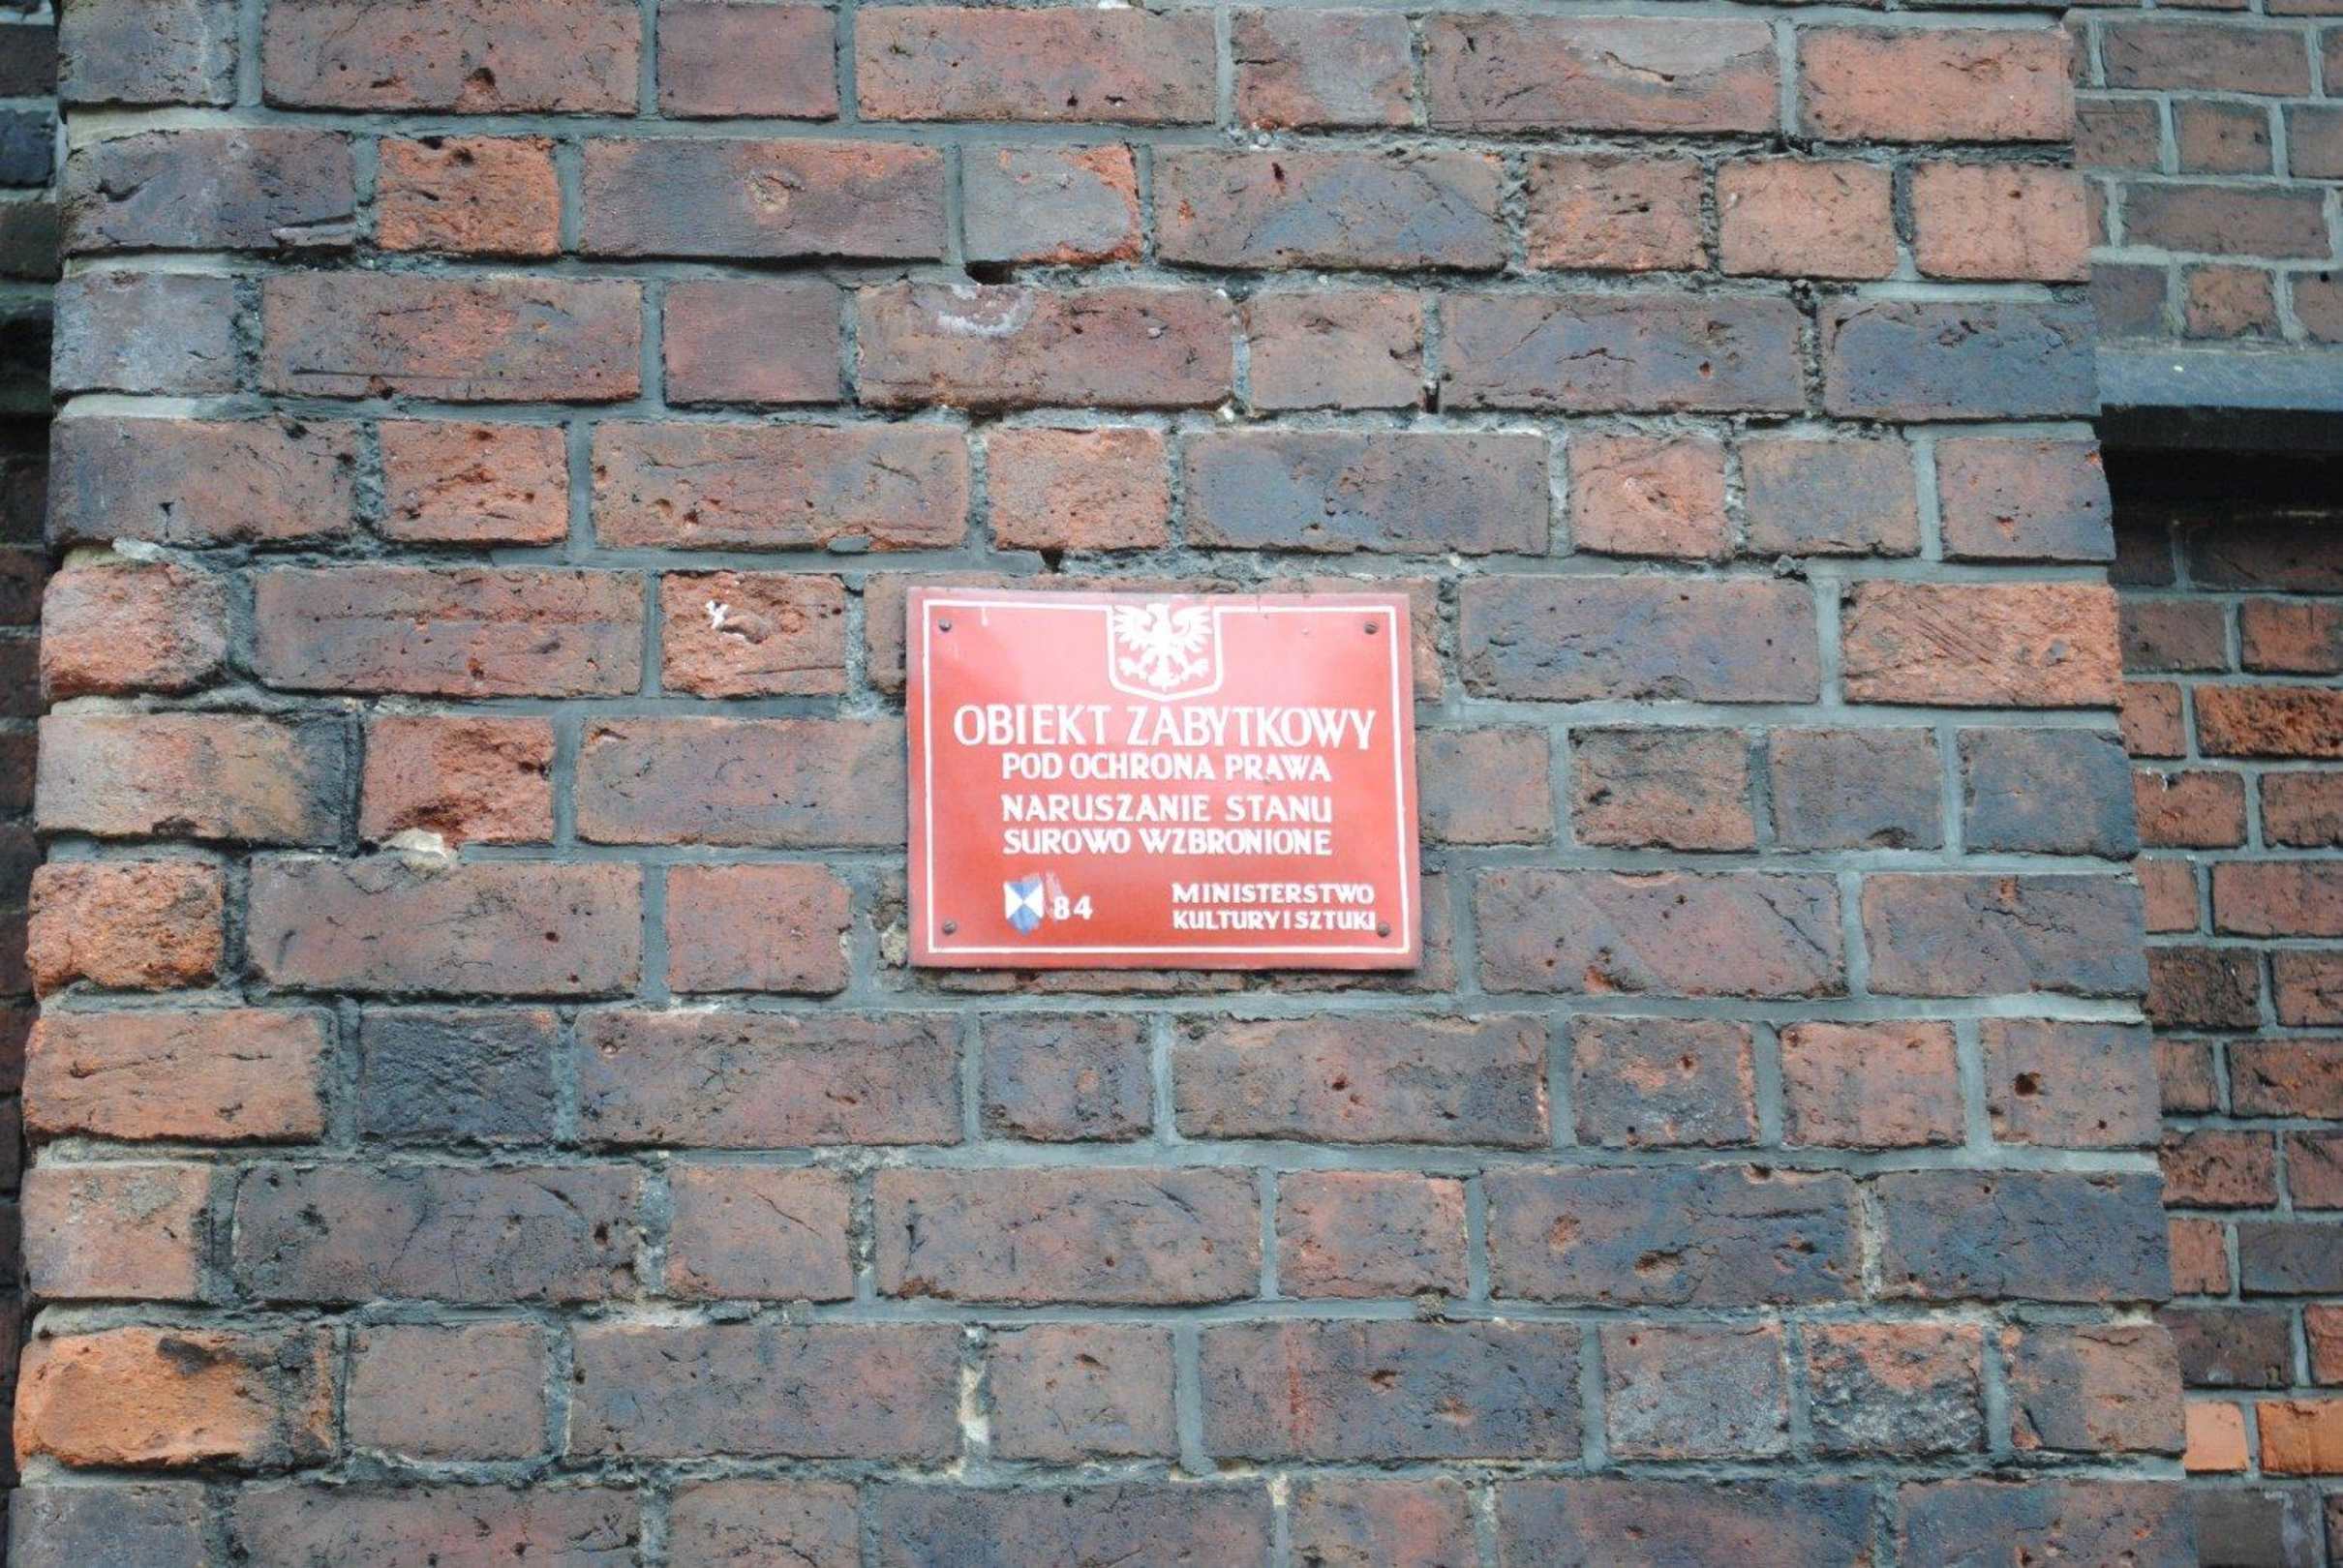 OBIEKT ZABYTKOWY
POD OCHRONA PRAWA
NARUSZANIE STANU
SUROWO WZBRONIONE
84
MINISTERSTWO
KULTURY I SZTUKI